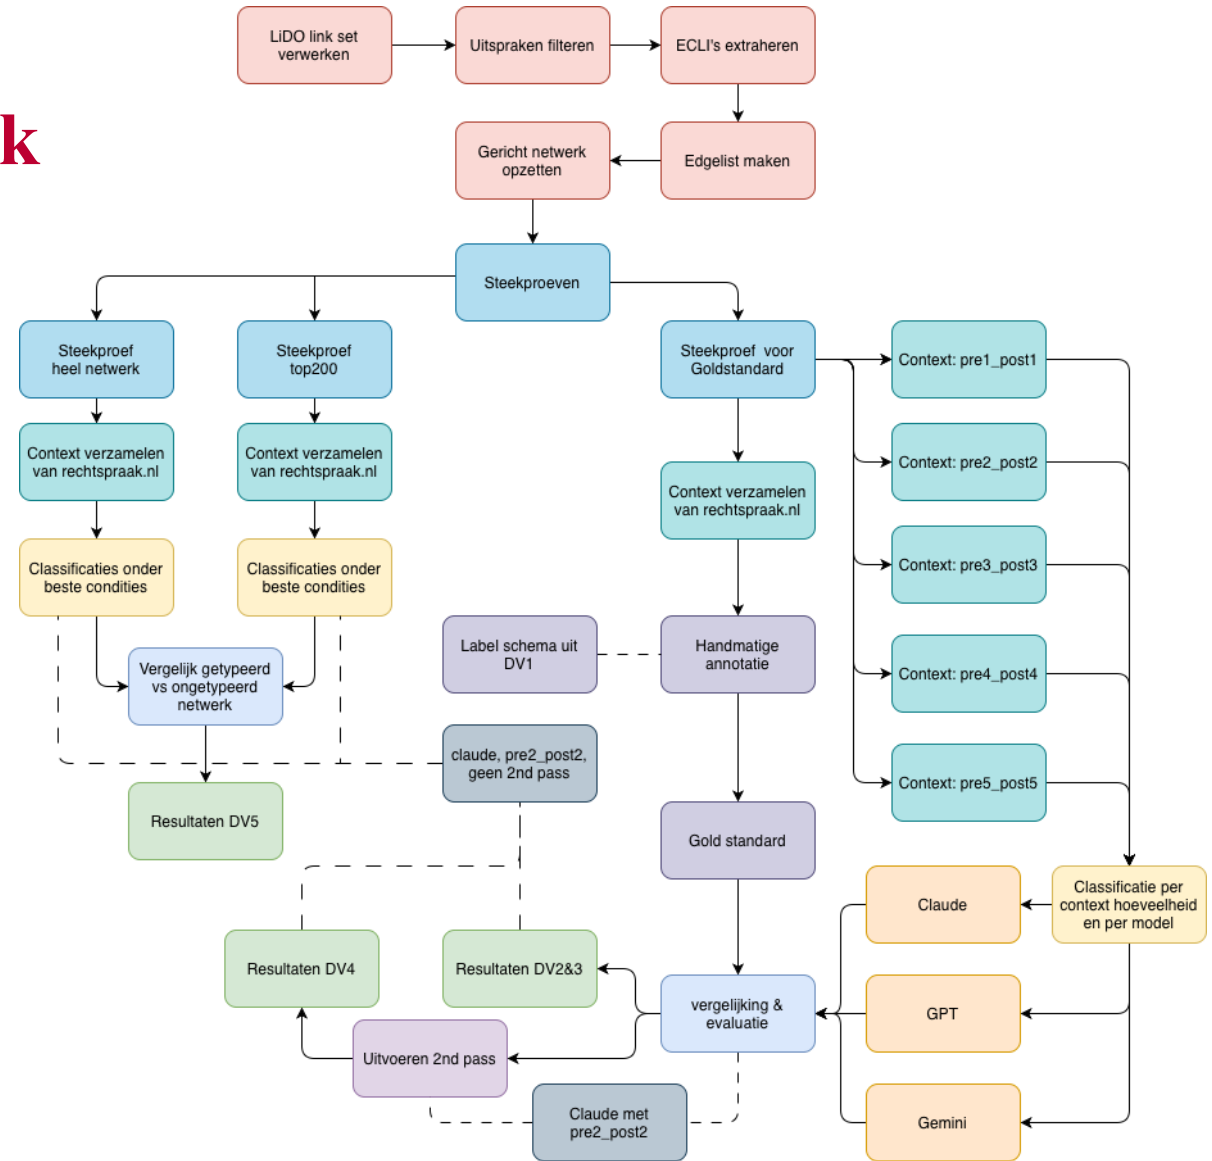 LiDO link set
verwerken
Uitspraken filteren
ECLI's extraheren
k
Gericht netwerk
opzetten
Edgelist maken
Steekproeven
Steekproef
heel netwerk
Steekproef
top200
Steekproef voor
Goldstandard
Context: pre1_post1
Context verzamelen
van rechtspraak.nl
Context verzamelen
van rechtspraak.nl
Context: pre2_post2
Context verzamelen
van rechtspraak.nl
Classificaties onder
beste condities
Classificaties onder
beste condities
Context: pre3_post3
Label schema uit
DV1
Handmatige
annotatie
Context: pre4_post4
Vergelijk getypeerd
vs ongetypeerd
netwerk
claude, pre2_post2,
geen 2nd pass
Context: pre5_post5
Resultaten DV5
Gold standard
Claude
Classificatie per
context hoeveelheid
en per model
Resultaten DV4
Resultaten DV2&3
vergelijking &
evaluatie
GPT
Uitvoeren 2nd pass
Claude met
pre2_post2
Gemini